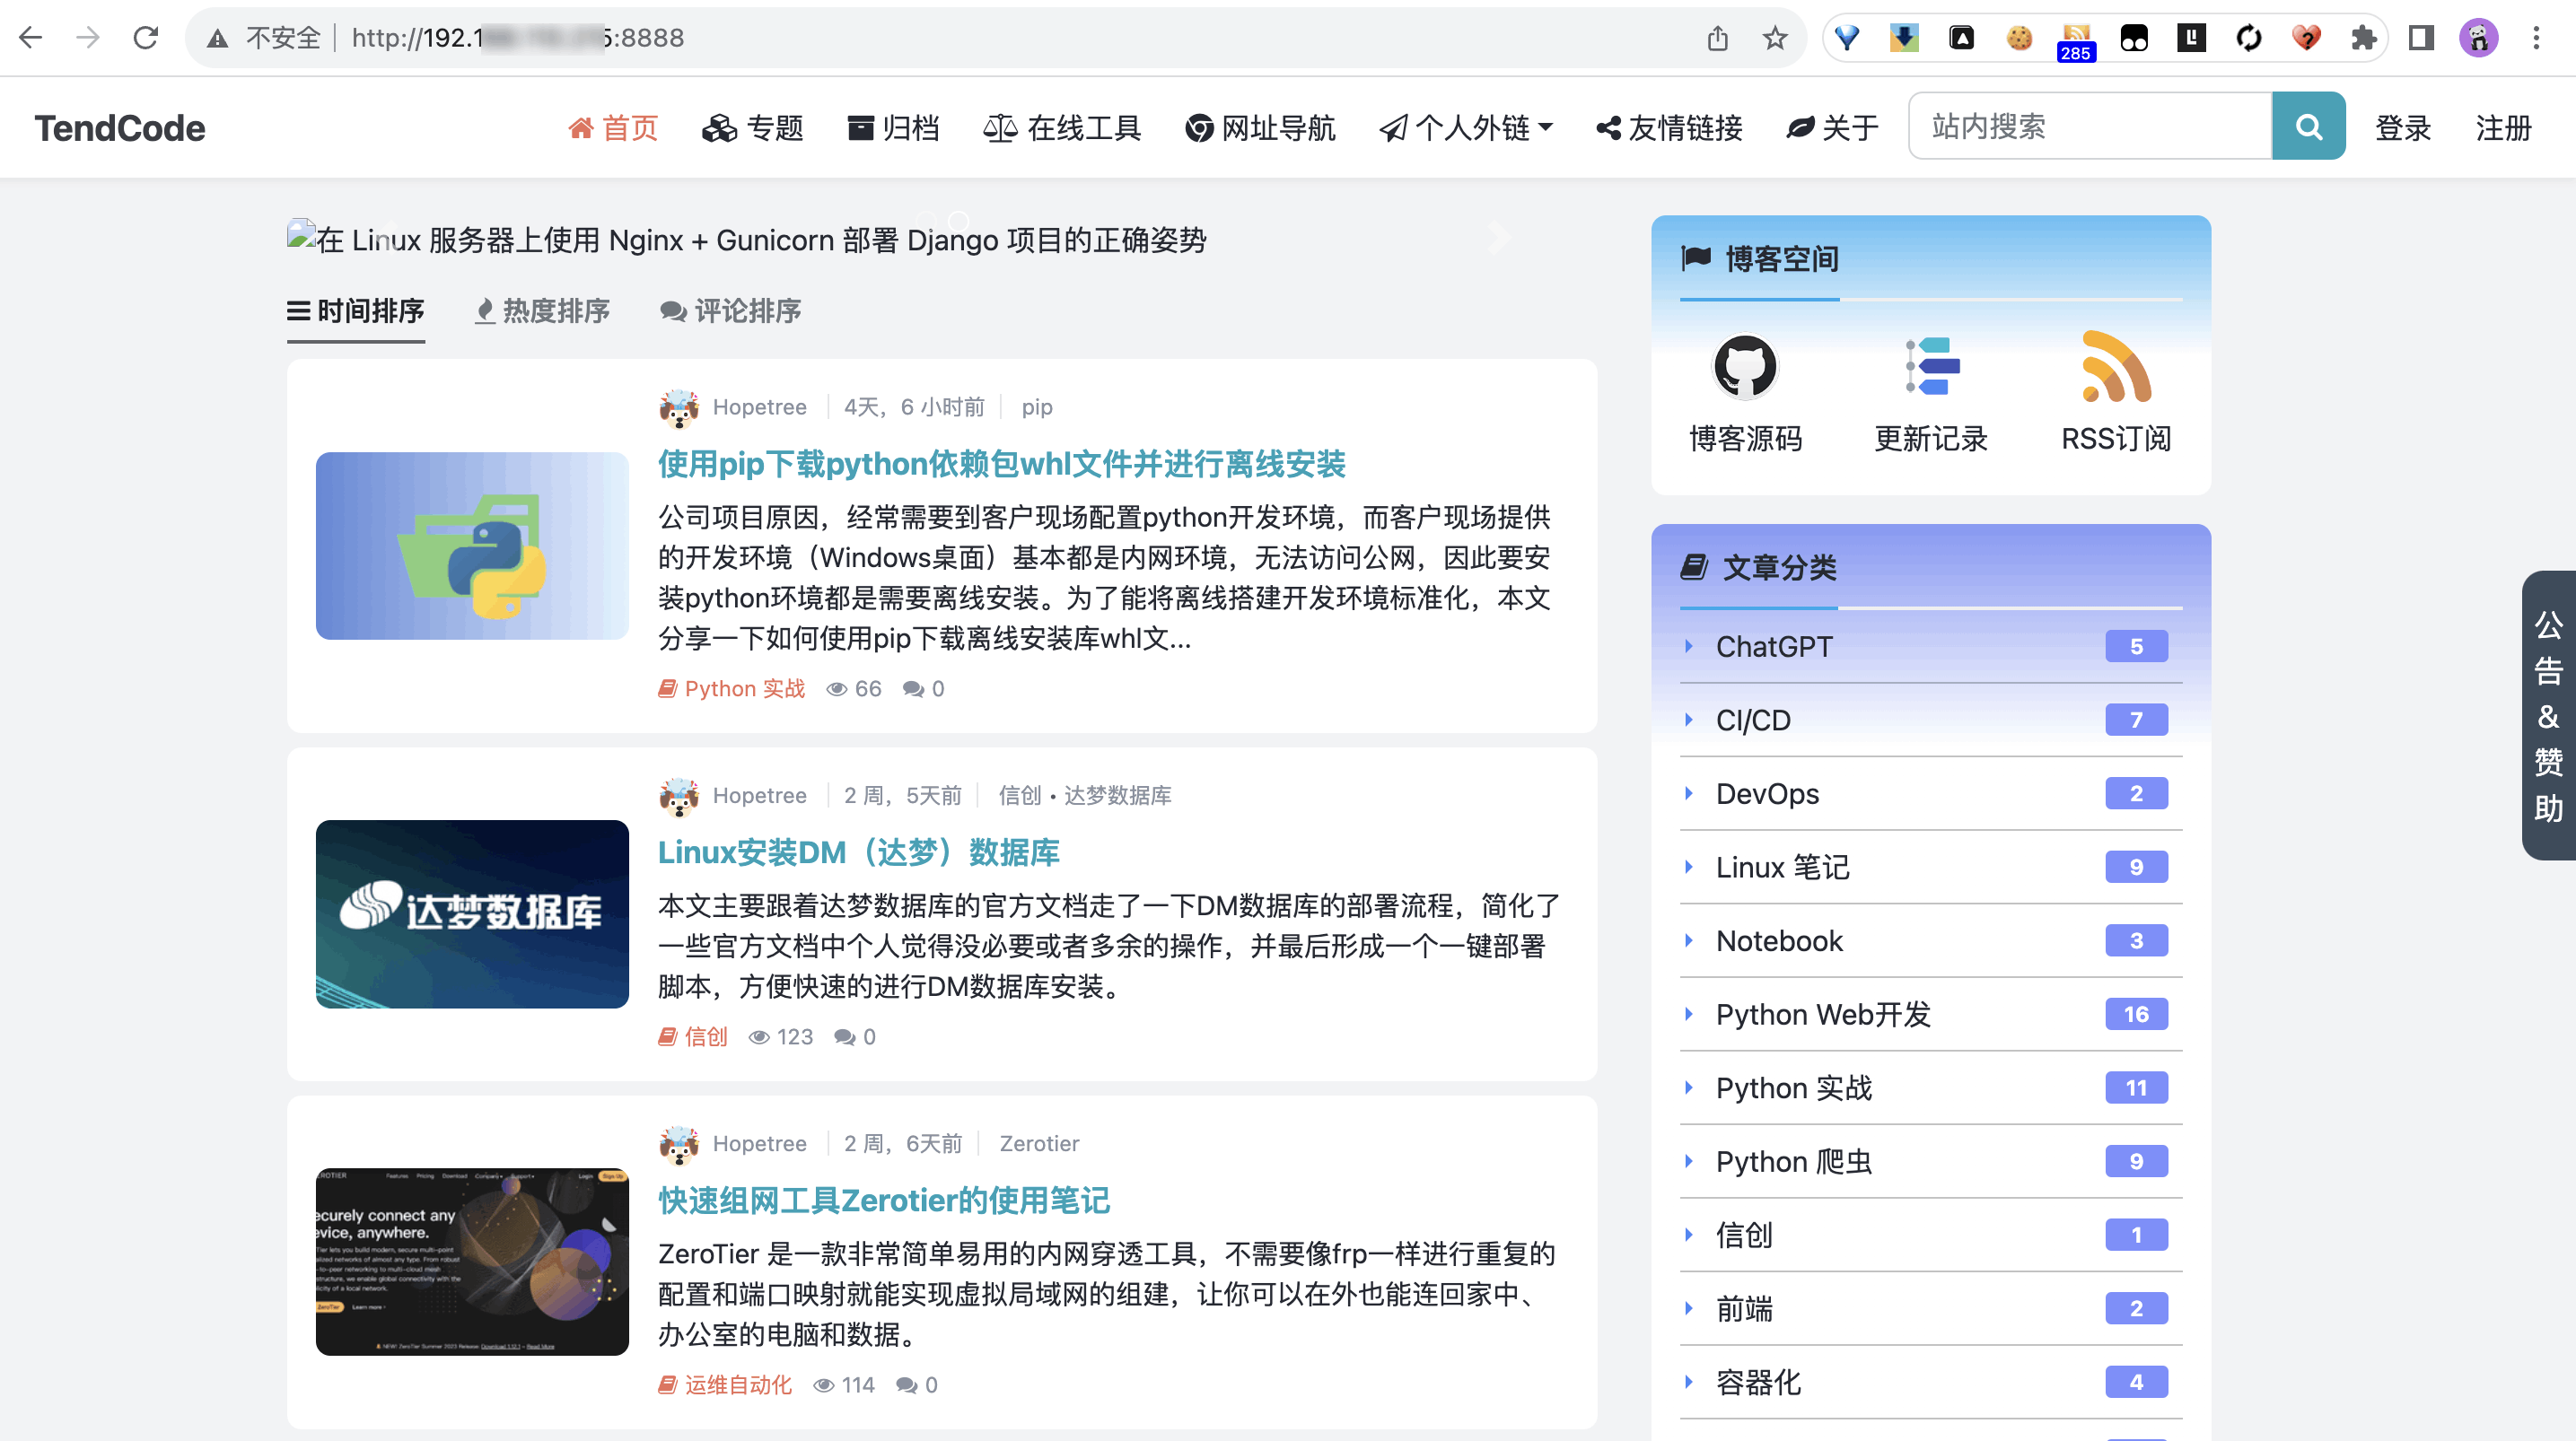 不安全 http://192.1 5:8888
285
TendCode 首页 专题 归档 在线工具 网址导航 个人外链 友情链接 关于 站内搜索 登录 注册
在 Linux 服务器上使用 Nginx + Gunicorn 部署 Django 项目的正确姿势
时间排序 热度排序 评论排序
Hopetree 4天，6 小时前 pip
使用pip下载python依赖包whl文件并进行离线安装
公司项目原因，经常需要到客户现场配置python开发环境，而客户现场提供
的开发环境（Windows桌面）基本都是内网环境，无法访问公网，因此要安
装python环境都是需要离线安装。为了能将离线搭建开发环境标准化，本文
分享一下如何使用pip下载离线安装库whl文...
Python 实战 66 0
达梦数据库
Hopetree 2 周，5天前 信创 • 达梦数据库
Linux安装DM（达梦）数据库
本文主要跟着达梦数据库的官方文档走了一下DM数据库的部署流程，简化了
一些官方文档中个人觉得没必要或者多余的操作，并最后形成一个一键部署
脚本，方便快速的进行DM数据库安装。
信创 123 0
ecurely connect any
evice, anywhere.
Hopetree 2 周，6天前 Zerotier
快速组网工具Zerotier的使用笔记
ZeroTier 是一款非常简单易用的内网穿透工具，不需要像frp一样进行重复的
配置和端口映射就能实现虚拟局域网的组建，让你可以在外也能连回家中、
办公室的电脑和数据。
运维自动化 114 0
博客空间
博客源码 更新记录 RSS订阅
文章分类
ChatGPT 5
CI/CD 7
DevOps 2
Linux 笔记 9
Notebook 3
Python Web开发 16
Python 实战 11
Python 爬虫 9
信创 1
前端 2
容器化 4
公
告
&
赞
助